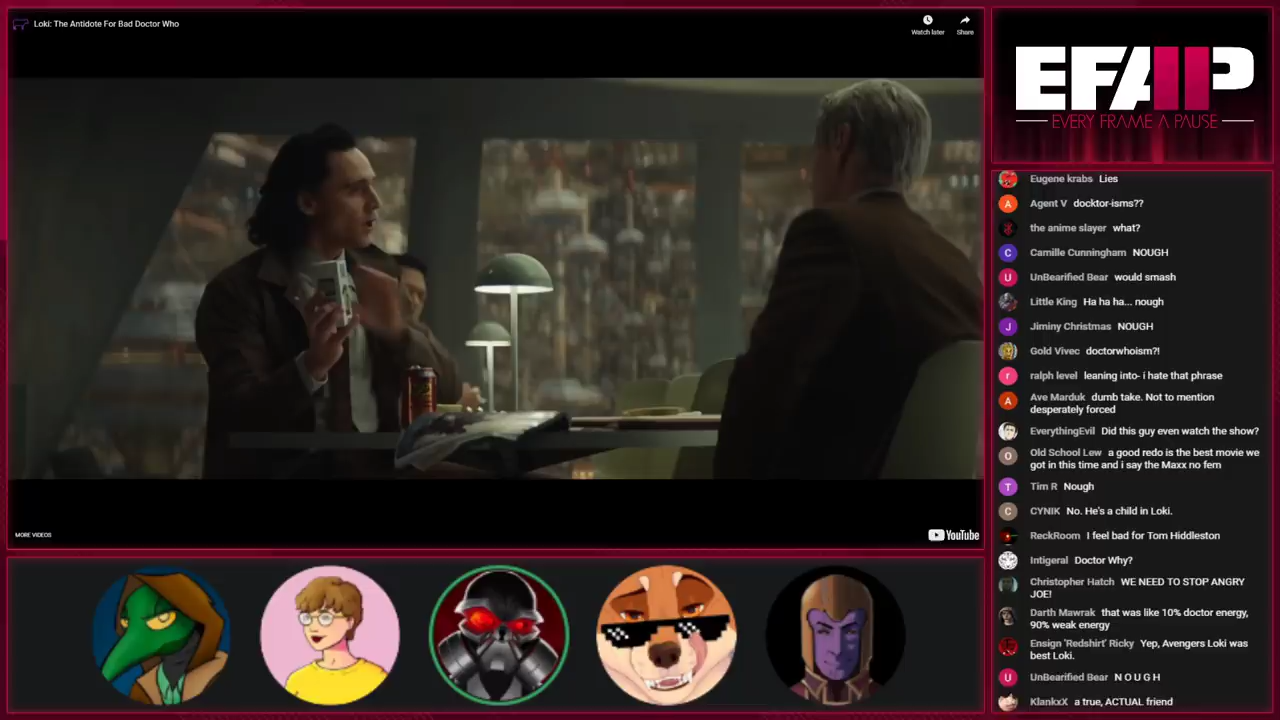 Loki: The Antidote For Bad Doctor Who
Watch later
Share
MORE VIDEOS
YouTube
EFAP
EVERY FRAME A PAUSE
Eugene krabs Lies
A Agent V docktor-isms??
the anime slayer what?
C Camille Cunningham NOUGH
U UnBearified Bear would smash
Little King Ha ha ha... nough
J Jiminy Christmas NOUGH
Gold Vivec doctorwhoism?!
r ralph level leaning into- i hate that phrase
A Ave Marduk dumb take. Not to mention
desperately forced
EverythingEvil Did this guy even watch the show?
O Old School Lew a good redo is the best movie we
got in this time and i say the Maxx no fem
T Tim R Nough
C CYNIK No. He's a child in Loki.
ReckRoom I feel bad for Tom Hiddleston
Intigeral Doctor Why?
Christopher Hatch WE NEED TO STOP ANGRY
JOE!
Darth Mawrak that was like 10% doctor energy,
90% weak energy
Ensign 'Redshirt' Ricky Yep, Avengers Loki was
best Loki.
U UnBearified Bear N O U G H
KlankxX a true, ACTUAL friend